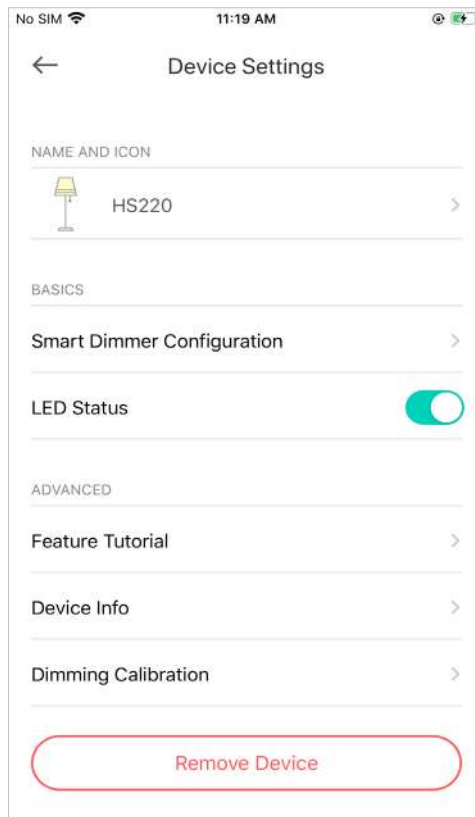 No SIM 11:19 AM
Device Settings
NAME AND ICON
HS220
BASICS
Smart Dimmer Configuration
LED Status
ADVANCED
Feature Tutorial
Device Info
Dimming Calibration
Remove Device